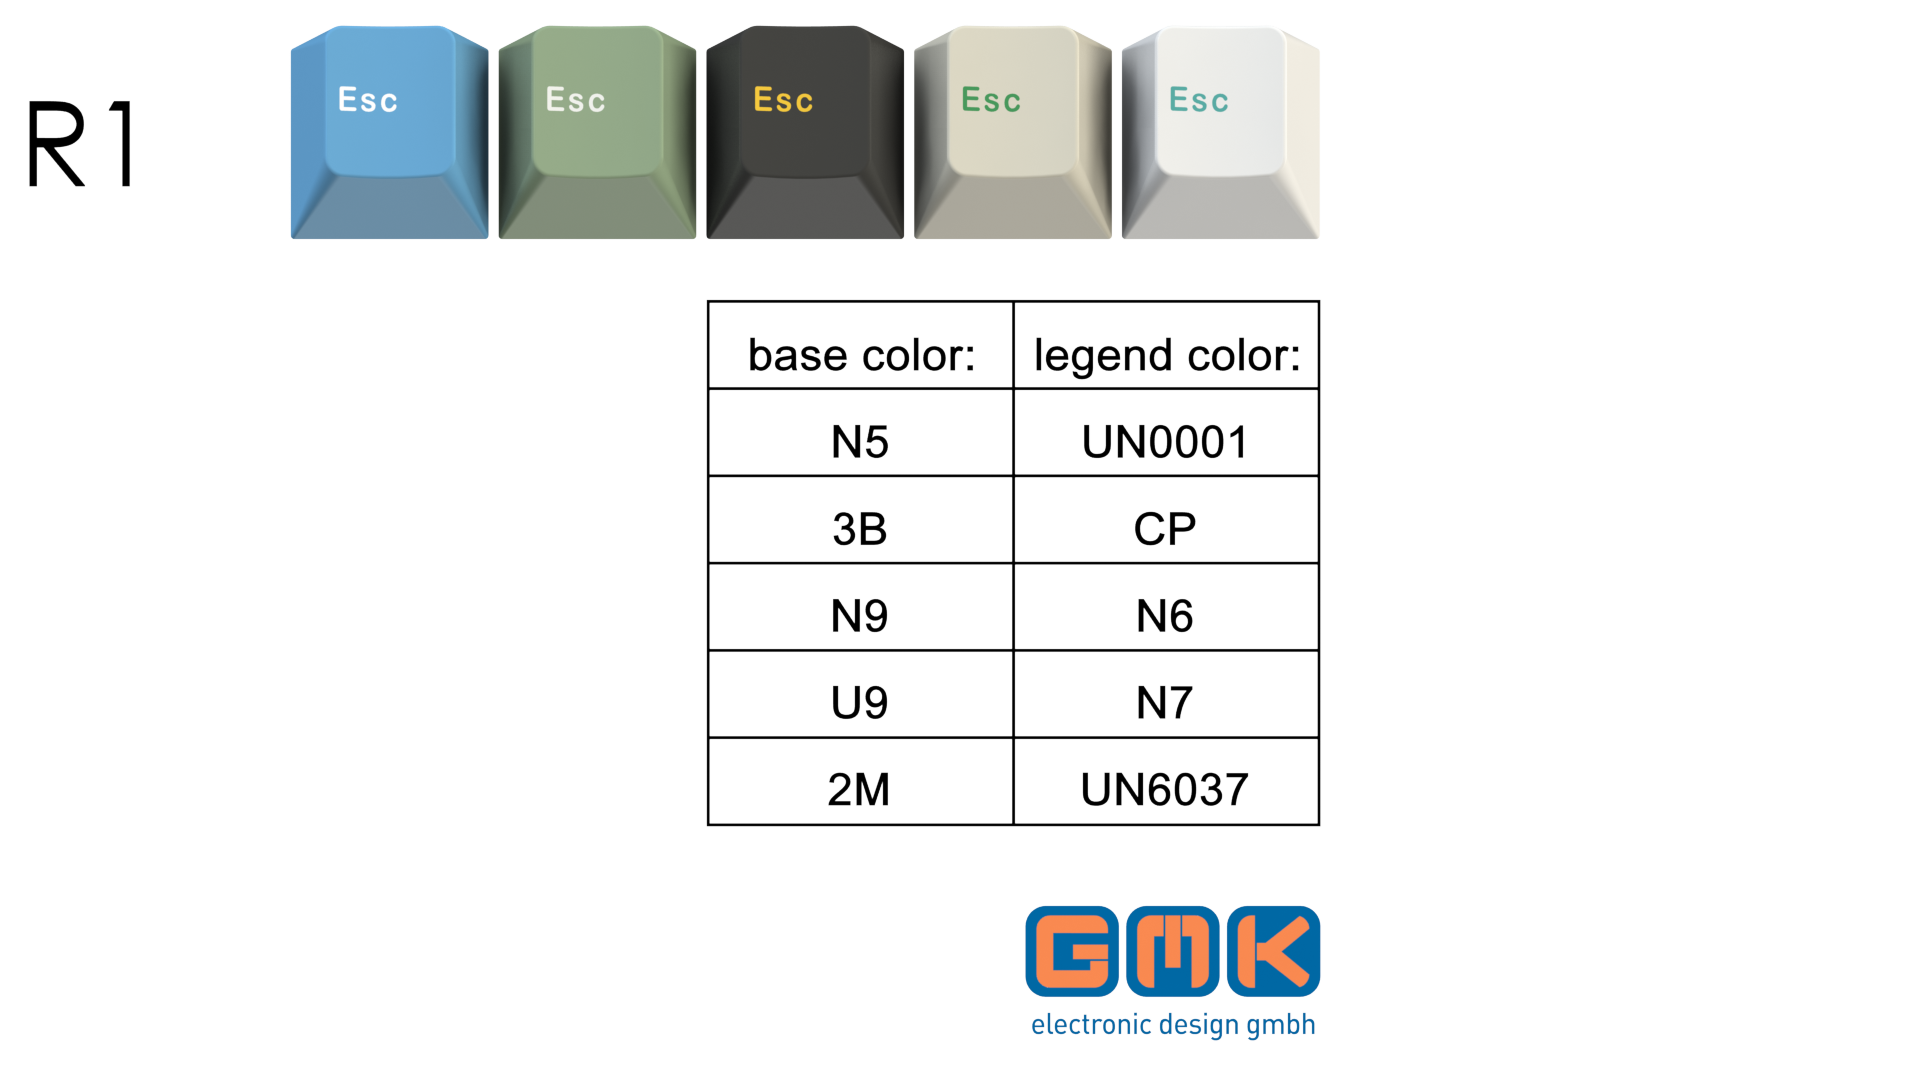 R1
Esc Esc Esc Esc Esc
base color: legend color:
N5 UN0001
3B CP
N9 N6
U9 N7
2M UN6037
GMK
electronic design gmbh